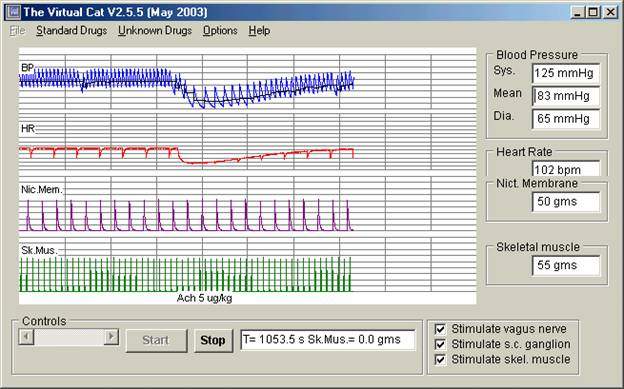 The Virtual Cat V2.5.5 (May 2003)
File Standard Drugs Unknown Drugs Options Help
BP
HR
Nic.Mem.
Sk.Mus.
Ach 5 ug/kg
Blood Pressure
Sys. 125 mmHg
Mean 83 mmHg
Dia. 65 mmHg
Heart Rate
102 bpm
Nict. Membrane
50 gms
Skeletal muscle
55 gms
Controls
Start
Stop
T= 1053.5 s Sk.Mus.= 0.0 gms
Stimulate vagus nerve
Stimulate s.c. ganglion
Stimulate skel. muscle